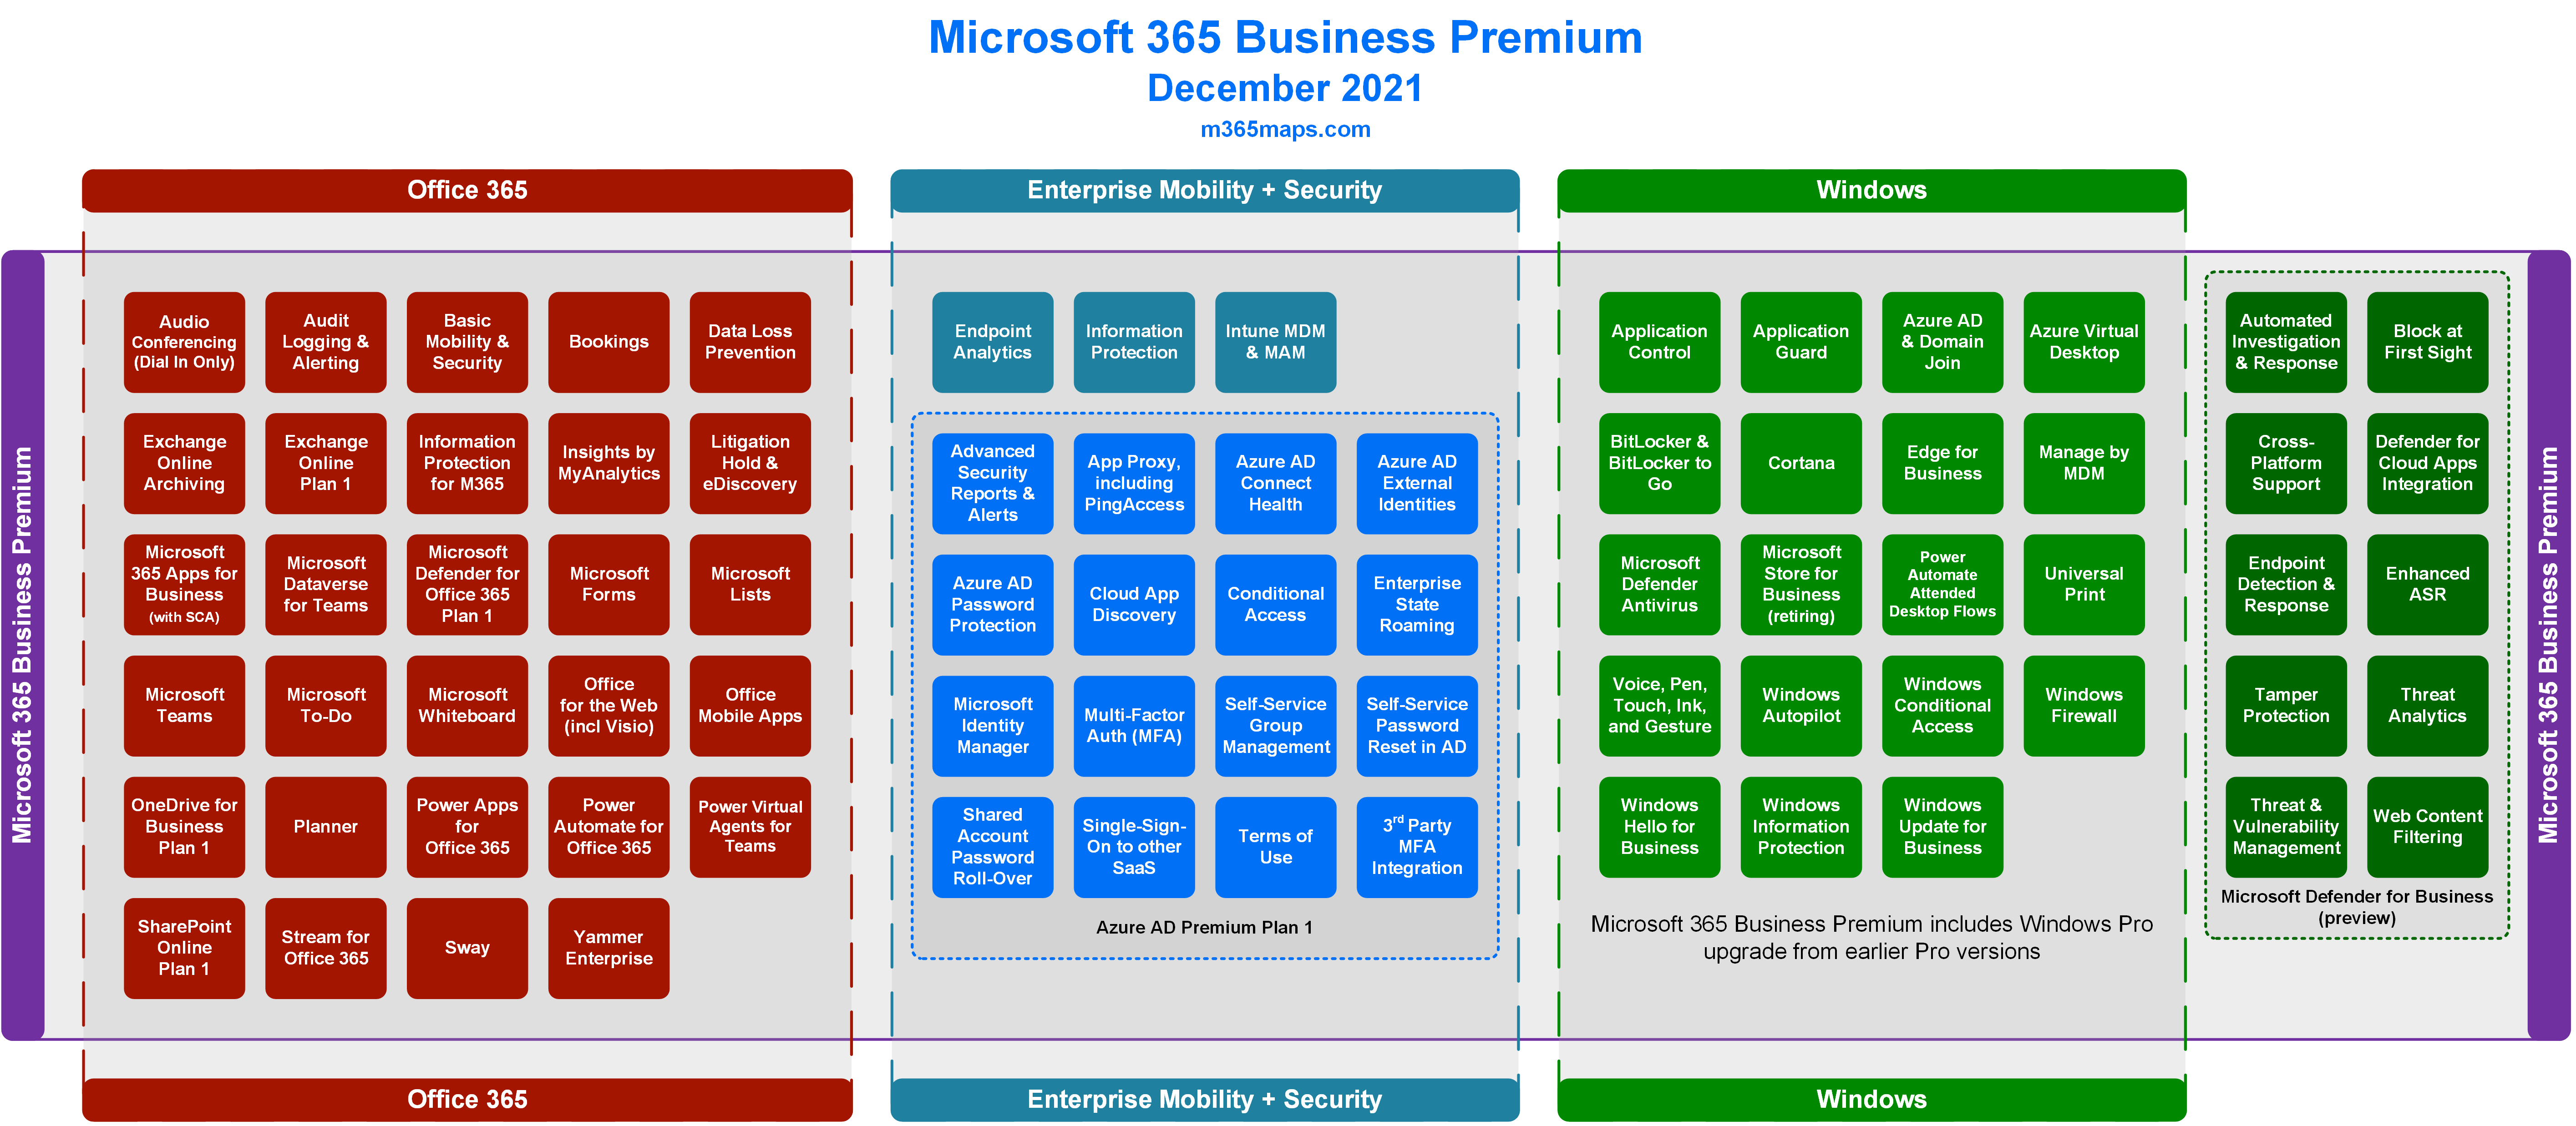 Microsoft 365 Business Premium
December 2021
m365maps.com
Office 365
Microsoft 365 Business Premium
Audio
Conferencing
(Dial In Only)
Audit
Logging &
Alerting
Basic
Mobility &
Security
Bookings
Data Loss
Prevention
Exchange
Online
Archiving
Exchange
Online
Plan 1
Information
Protection
for M365
Insights by
MyAnalytics
Litigation
Hold &
eDiscovery
Microsoft
365 Apps for
Business
(with SCA)
Microsoft
Dataverse
for Teams
Microsoft
Defender for
Office 365
Plan 1
Microsoft
Forms
Microsoft
Lists
Microsoft
Teams
Microsoft
To-Do
Microsoft
Whiteboard
Office
for the Web
(incl Visio)
Office
Mobile Apps
OneDrive for
Business
Plan 1
Planner
Power Apps
for
Office 365
Power
Automate for
Office 365
Power Virtual
Agents for
Teams
SharePoint
Online
Plan 1
Stream for
Office 365
Sway
Yammer
Enterprise
Office 365
Enterprise Mobility + Security
Endpoint
Analytics
Information
Protection
Intune MDM
& MAM
Advanced
Security
Reports &
Alerts
App Proxy,
including
PingAccess
Azure AD
Connect
Health
Azure AD
External
Identities
Azure AD
Password
Protection
Cloud App
Discovery
Conditional
Access
Enterprise
State
Roaming
Microsoft
Identity
Manager
Multi-Factor
Auth (MFA)
Self-Service
Group
Management
Self-Service
Password
Reset in AD
Shared
Account
Password
Roll-Over
Single-Sign-
On to other
SaaS
Terms of
Use
3rd Party
MFA
Integration
Azure AD Premium Plan 1
Enterprise Mobility + Security
Windows
Application
Control
Application
Guard
Azure AD
& Domain
Join
Azure Virtual
Desktop
BitLocker &
BitLocker to
Go
Cortana
Edge for
Business
Manage by
MDM
Microsoft
Defender
Antivirus
Microsoft
Store for
Business
(retiring)
Power
Automate
Attended
Desktop Flows
Universal
Print
Voice, Pen,
Touch, Ink,
and Gesture
Windows
Autopilot
Windows
Conditional
Access
Windows
Firewall
Windows
Hello for
Business
Windows
Information
Protection
Windows
Update for
Business
Microsoft 365 Business Premium includes Windows Pro
upgrade from earlier Pro versions
Windows
Automated
Investigation
& Response
Block at
First Sight
Cross-
Platform
Support
Defender for
Cloud Apps
Integration
Endpoint
Detection &
Response
Enhanced
ASR
Tamper
Protection
Threat
Analytics
Threat &
Vulnerability
Management
Web Content
Filtering
Microsoft Defender for Business
(preview)
Microsoft 365 Business Premium